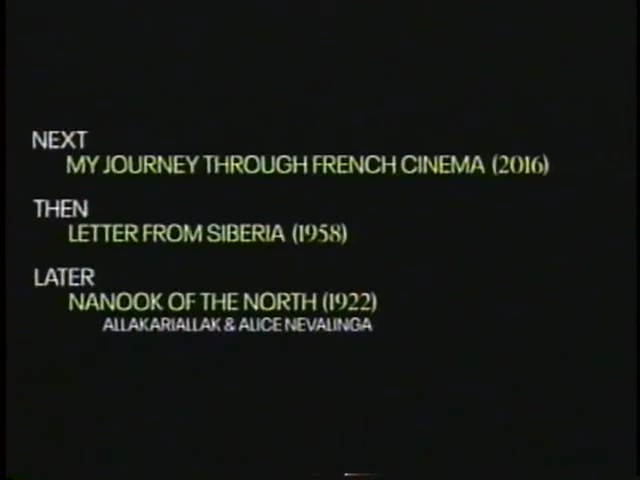 NEXT
MY JOURNEY THROUGH FRENCH CINEMA (2016)
THEN
LETTER FROM SIBERIA (1958)
LATER
NANOOK OF THE NORTH (1922)
ALLAKARIALLAK & ALICE NEVALINGA